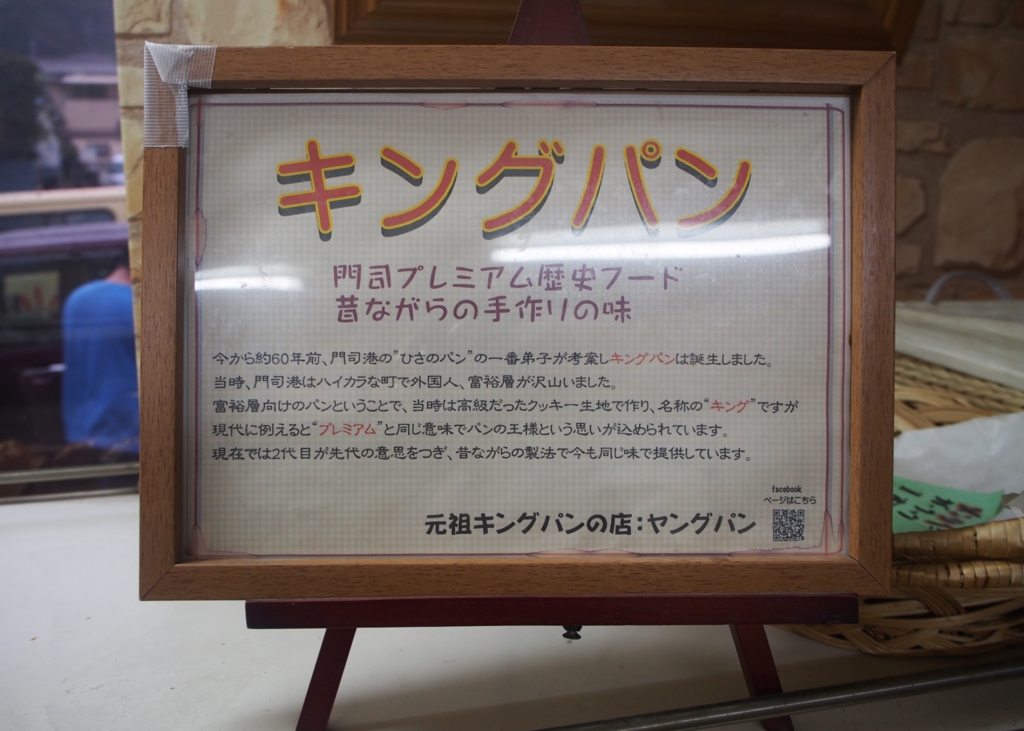 キングパン
門司プレミアム歴史フード
昔ながらの手作りの味
今から約60年前、門司港の"ひさのパン"の一番弟子が考案しキングパンは誕生しました。
当時、門司港はハイカラな町で外国人、富裕層が沢山いました。
富裕層向けのパンということで、当時は高級だったクッキー生地で作り、名称の"キング"ですが
現代に例えると"プレミアム"と同じ意味でパンの王様という思いが込められています。
現在では2代目が先代の意思をつぎ、昔ながらの製法で今も同じ味で提供しています。
facebook
ページはこちら
元祖キングパンの店：ヤングパン